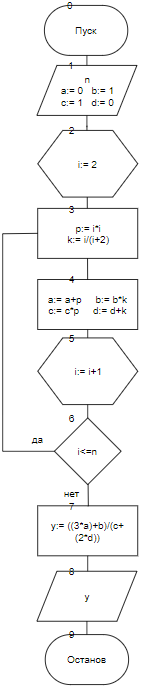 0
Пуск
1
n
a:= 0 b:= 1
c:= 1 d:= 0
2
i:= 2
3
p:= i*i
k:= i/(i+2)
4
a:= a+p b:= b*k
c:= c*p d:= d+k
5
i:= i+1
6
i<=n
да
нет
7
y:= ((3*a)+b)/(c+
(2*d))
8
y
9
Останов